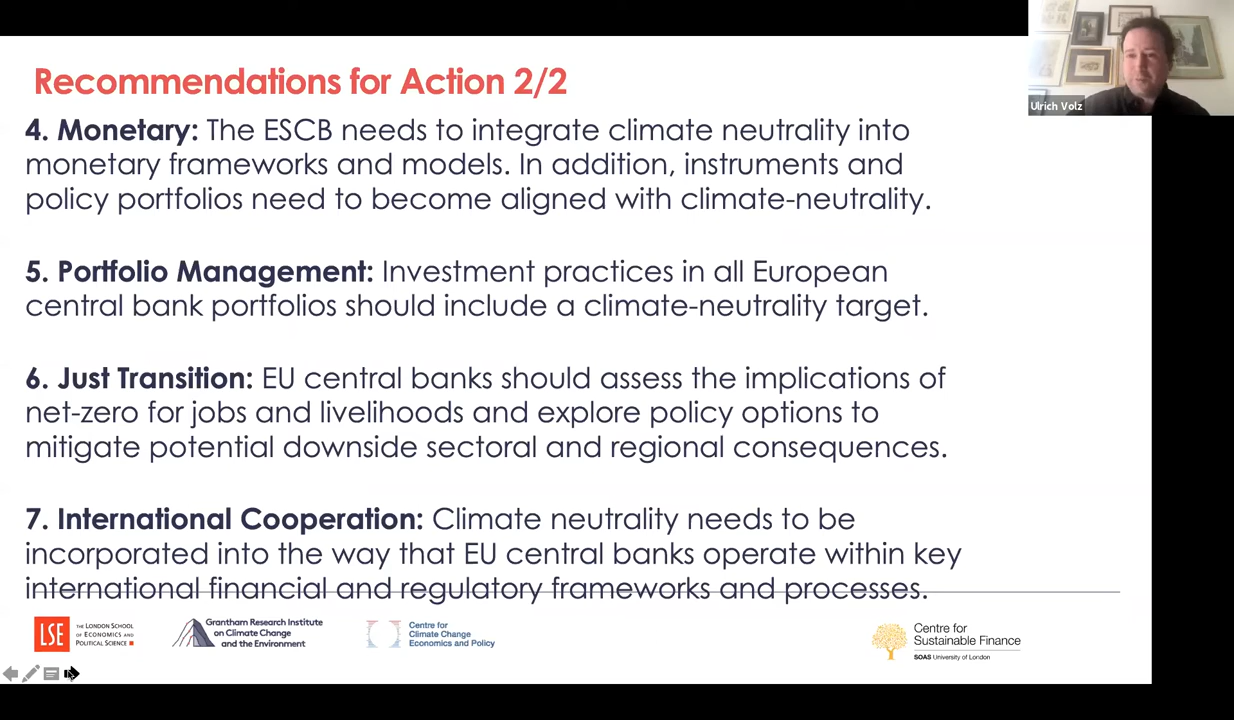 Recommendations for Action 2/2
Ulrich Volz
4. Monetary: The ESCB needs to integrate climate neutrality into
monetary frameworks and models. In addition, instruments and
policy portfolios need to become aligned with climate-neutrality.
5. Portfolio Management: Investment practices in all European
central bank portfolios should include a climate-neutrality target.
6. Just Transition: EU central banks should assess the implications of
net-zero for jobs and livelihoods and explore policy options to
mitigate potential downside sectoral and regional consequences.
7. International Cooperation: Climate neutrality needs to be
incorporated into the way that EU central banks operate within key
international financial and regulatory frameworks and processes.
LSE
THE LONDON SCHOOL
OF ECONOMICS AND
POLITICAL SCIENCE
Grantham Research Institute
on Climate Change
and the Environment
Centre for
Climate Change
Economics and Policy
Centre for
Sustainable Finance
SOAS University of London